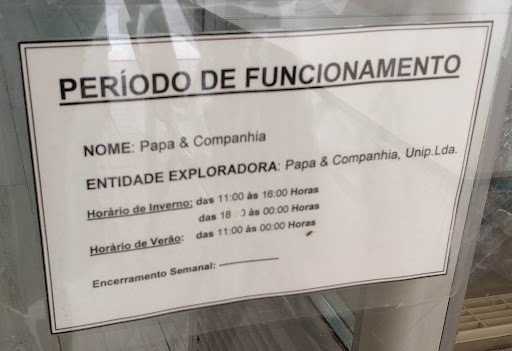 PERÍODO DE FUNCIONAMENTO
NOME: Papa & Companhia
ENTIDADE EXPLORADORA: Papa & Companhia, Unip.Lda.
Horário de Inverno: das 11:00 às 16:00 Horas
das às 00:00 Horas
Horário de Verão: das 11:00 às 00:00 Horas
Encerramento Semanal: ------------------